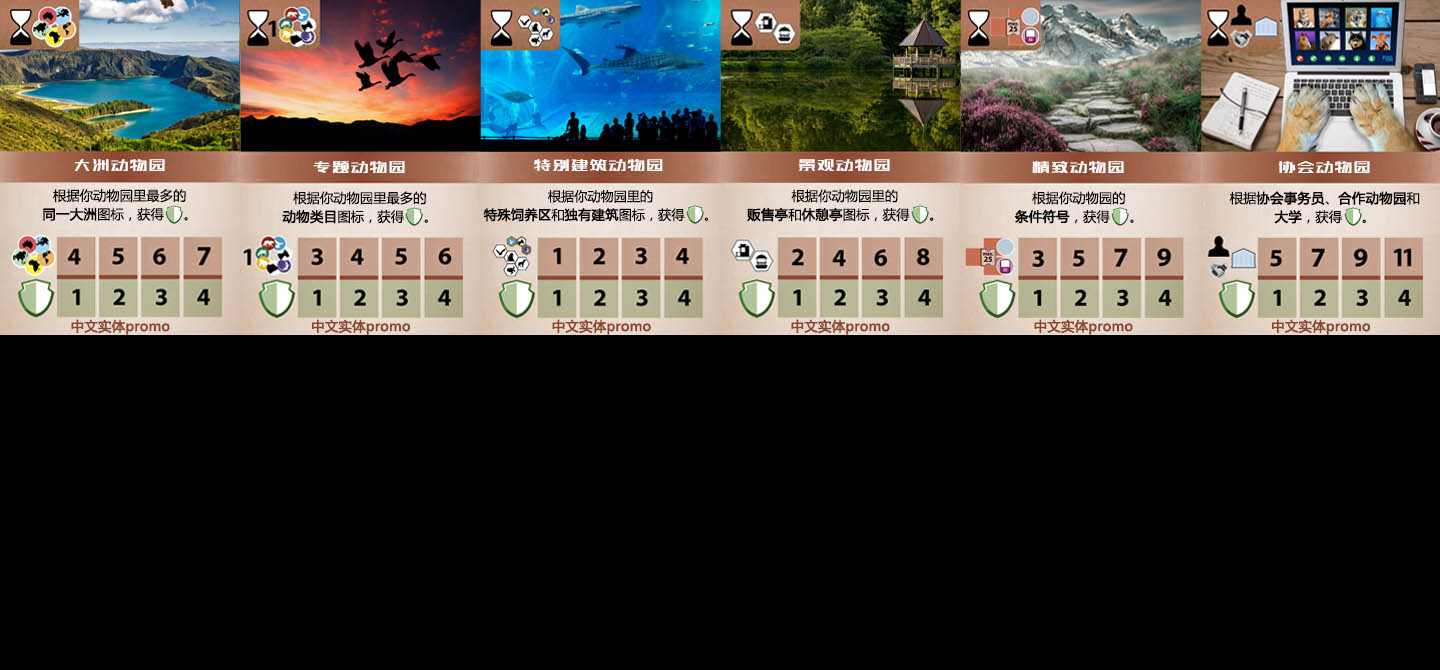 1
max. 25
大洲动物园
根据你动物园里最多的
同一大洲图标，获得。
4 5 6 7
1 2 3 4
中文实体promo
专题动物园
根据你动物园里最多的
动物类目图标，获得。
1
3 4 5 6
1 2 3 4
中文实体promo
特别建筑动物园
根据你动物园里的
特殊饲养区和独有建筑图标，获得。
1 2 3 4
1 2 3 4
中文实体promo
景观动物园
根据你动物园里的
贩售亭和休憩亭图标，获得。
2 4 6 8
1 2 3 4
中文实体promo
精致动物园
根据你动物园的
条件符号，获得。
max. 25
3 5 7 9
1 2 3 4
中文实体promo
协会动物园
根据协会事务员、合作动物园和
大学，获得。
5 7 9 11
1 2 3 4
中文实体promo